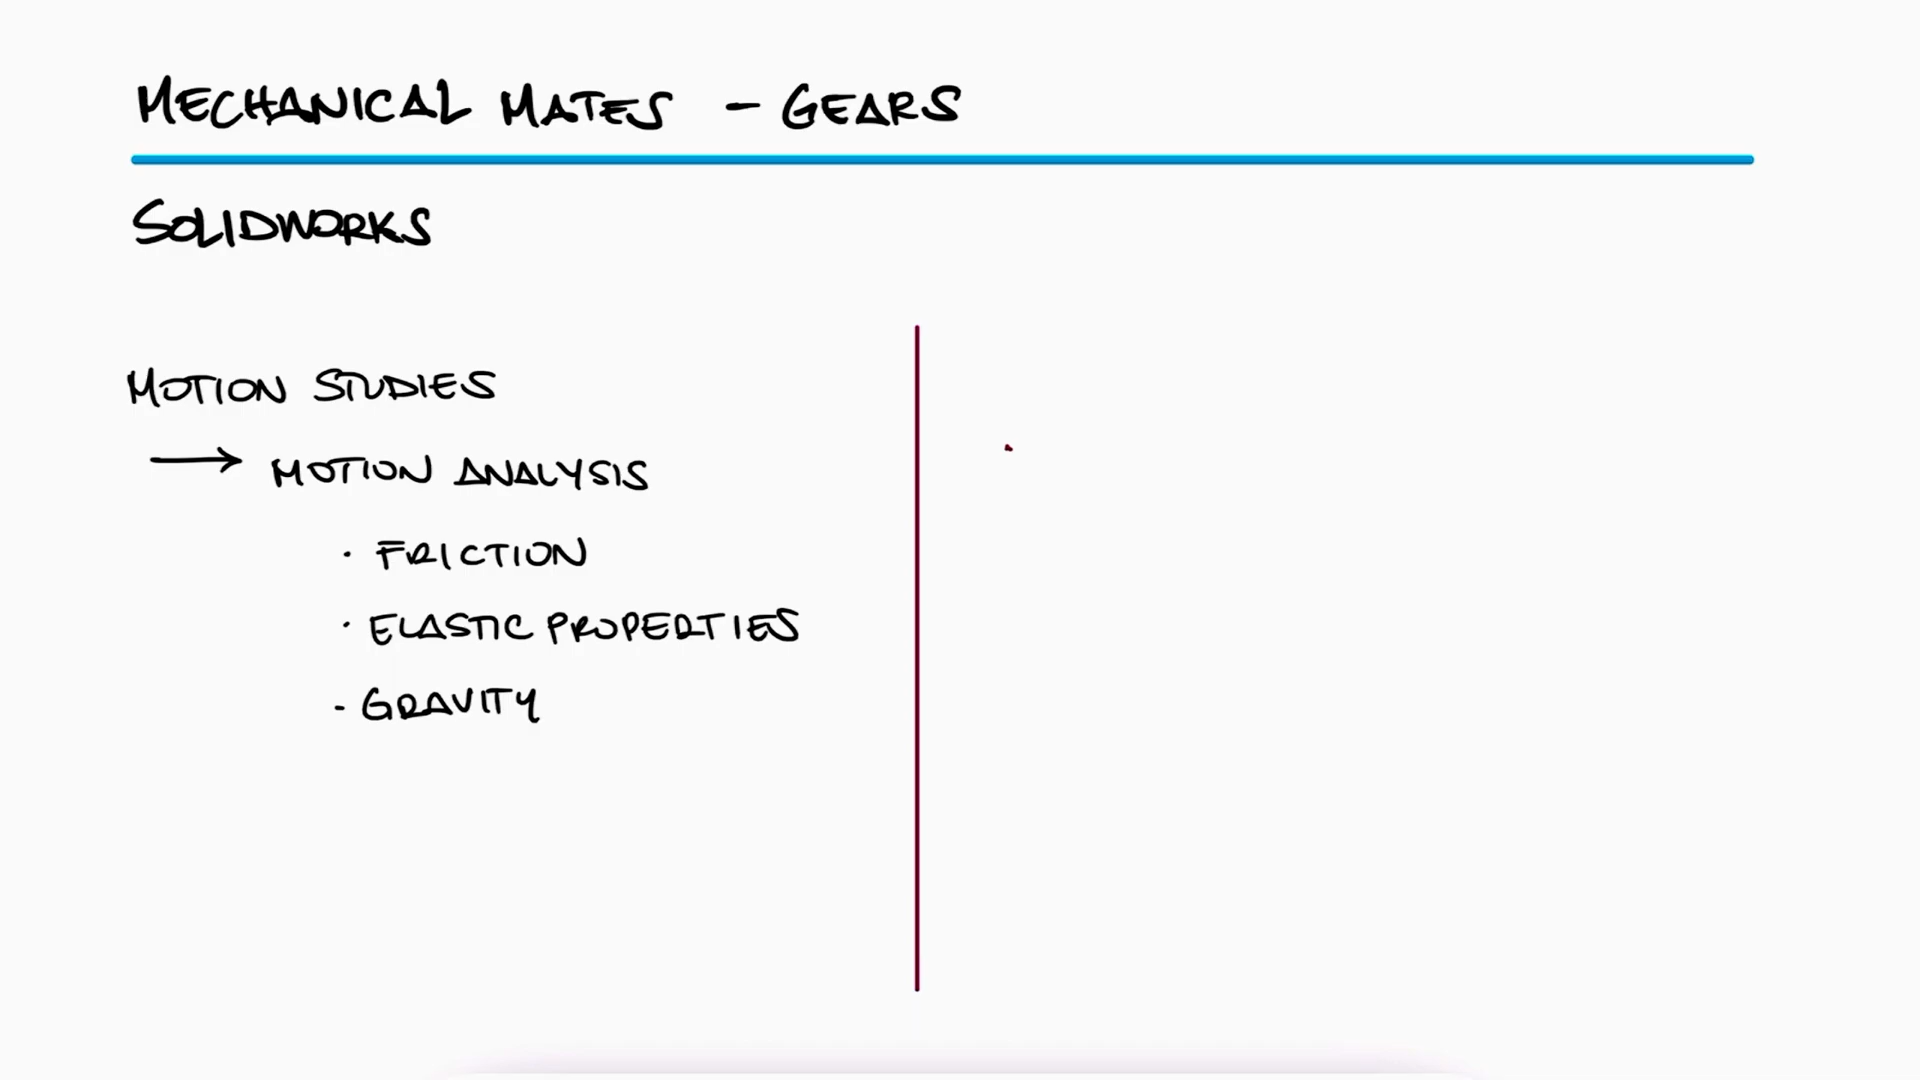 MECHANICAL MATES - GEARS
SOLIDWORKS
MOTION STUDIES
→ MOTION ANALYSIS
· FRICTION
· ELASTIC PROPERTIES
- GRAVITY